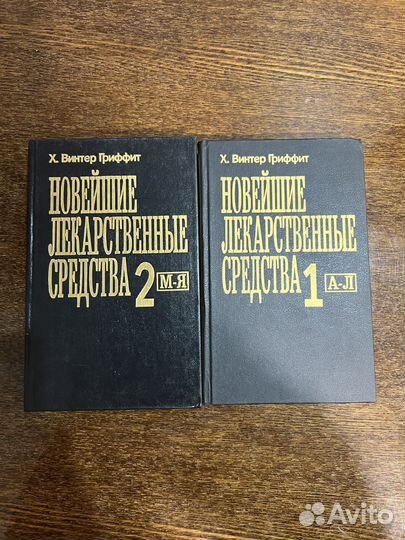 Х. Винтер Гриффит
НОВЕЙШИЕ
ЛЕКАРСТВЕННЫЕ
СРЕДСТВА 2 М-Я
Х. Винтер Гриффит
НОВЕЙШИЕ
ЛЕКАРСТВЕННЫЕ
СРЕДСТВА 1 А-Л
Avito